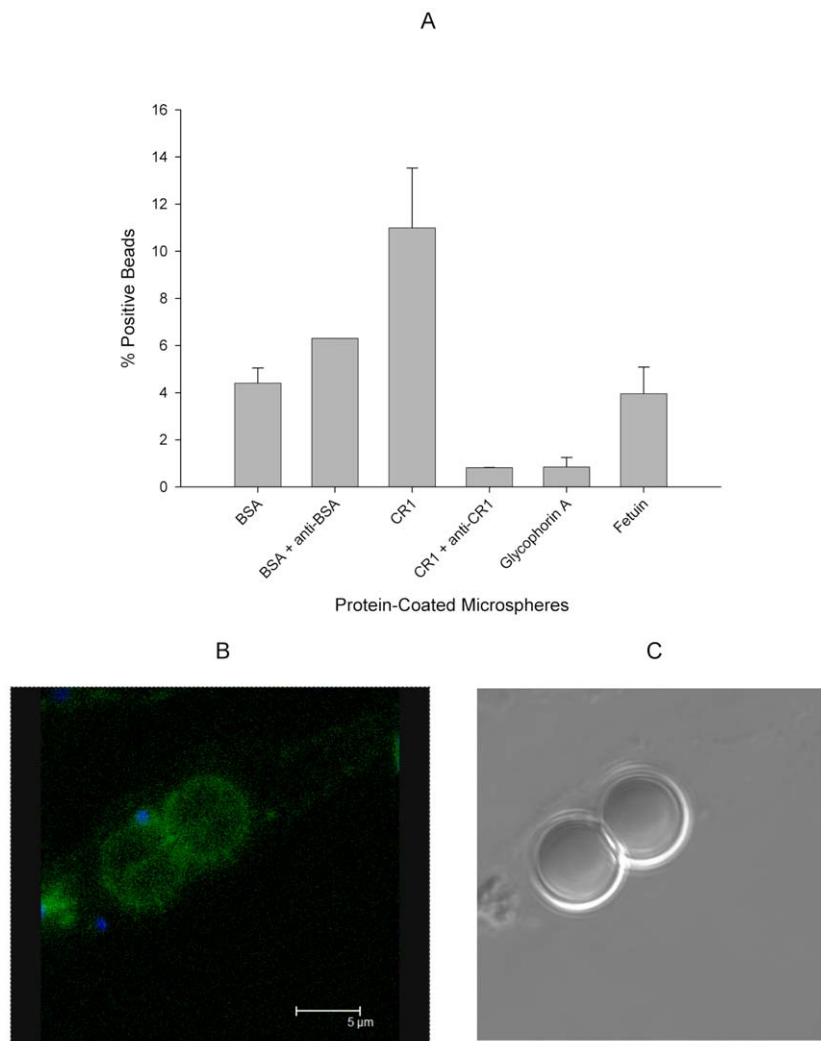 A
16
14
12
10
8
6
4
2
0
% Positive Beads
BSA
BSA + anti-BSA
CR1
CR1 + anti-CR1
Glycophorin A
Fetuin
Protein-Coated Microspheres
B
C
5 µm